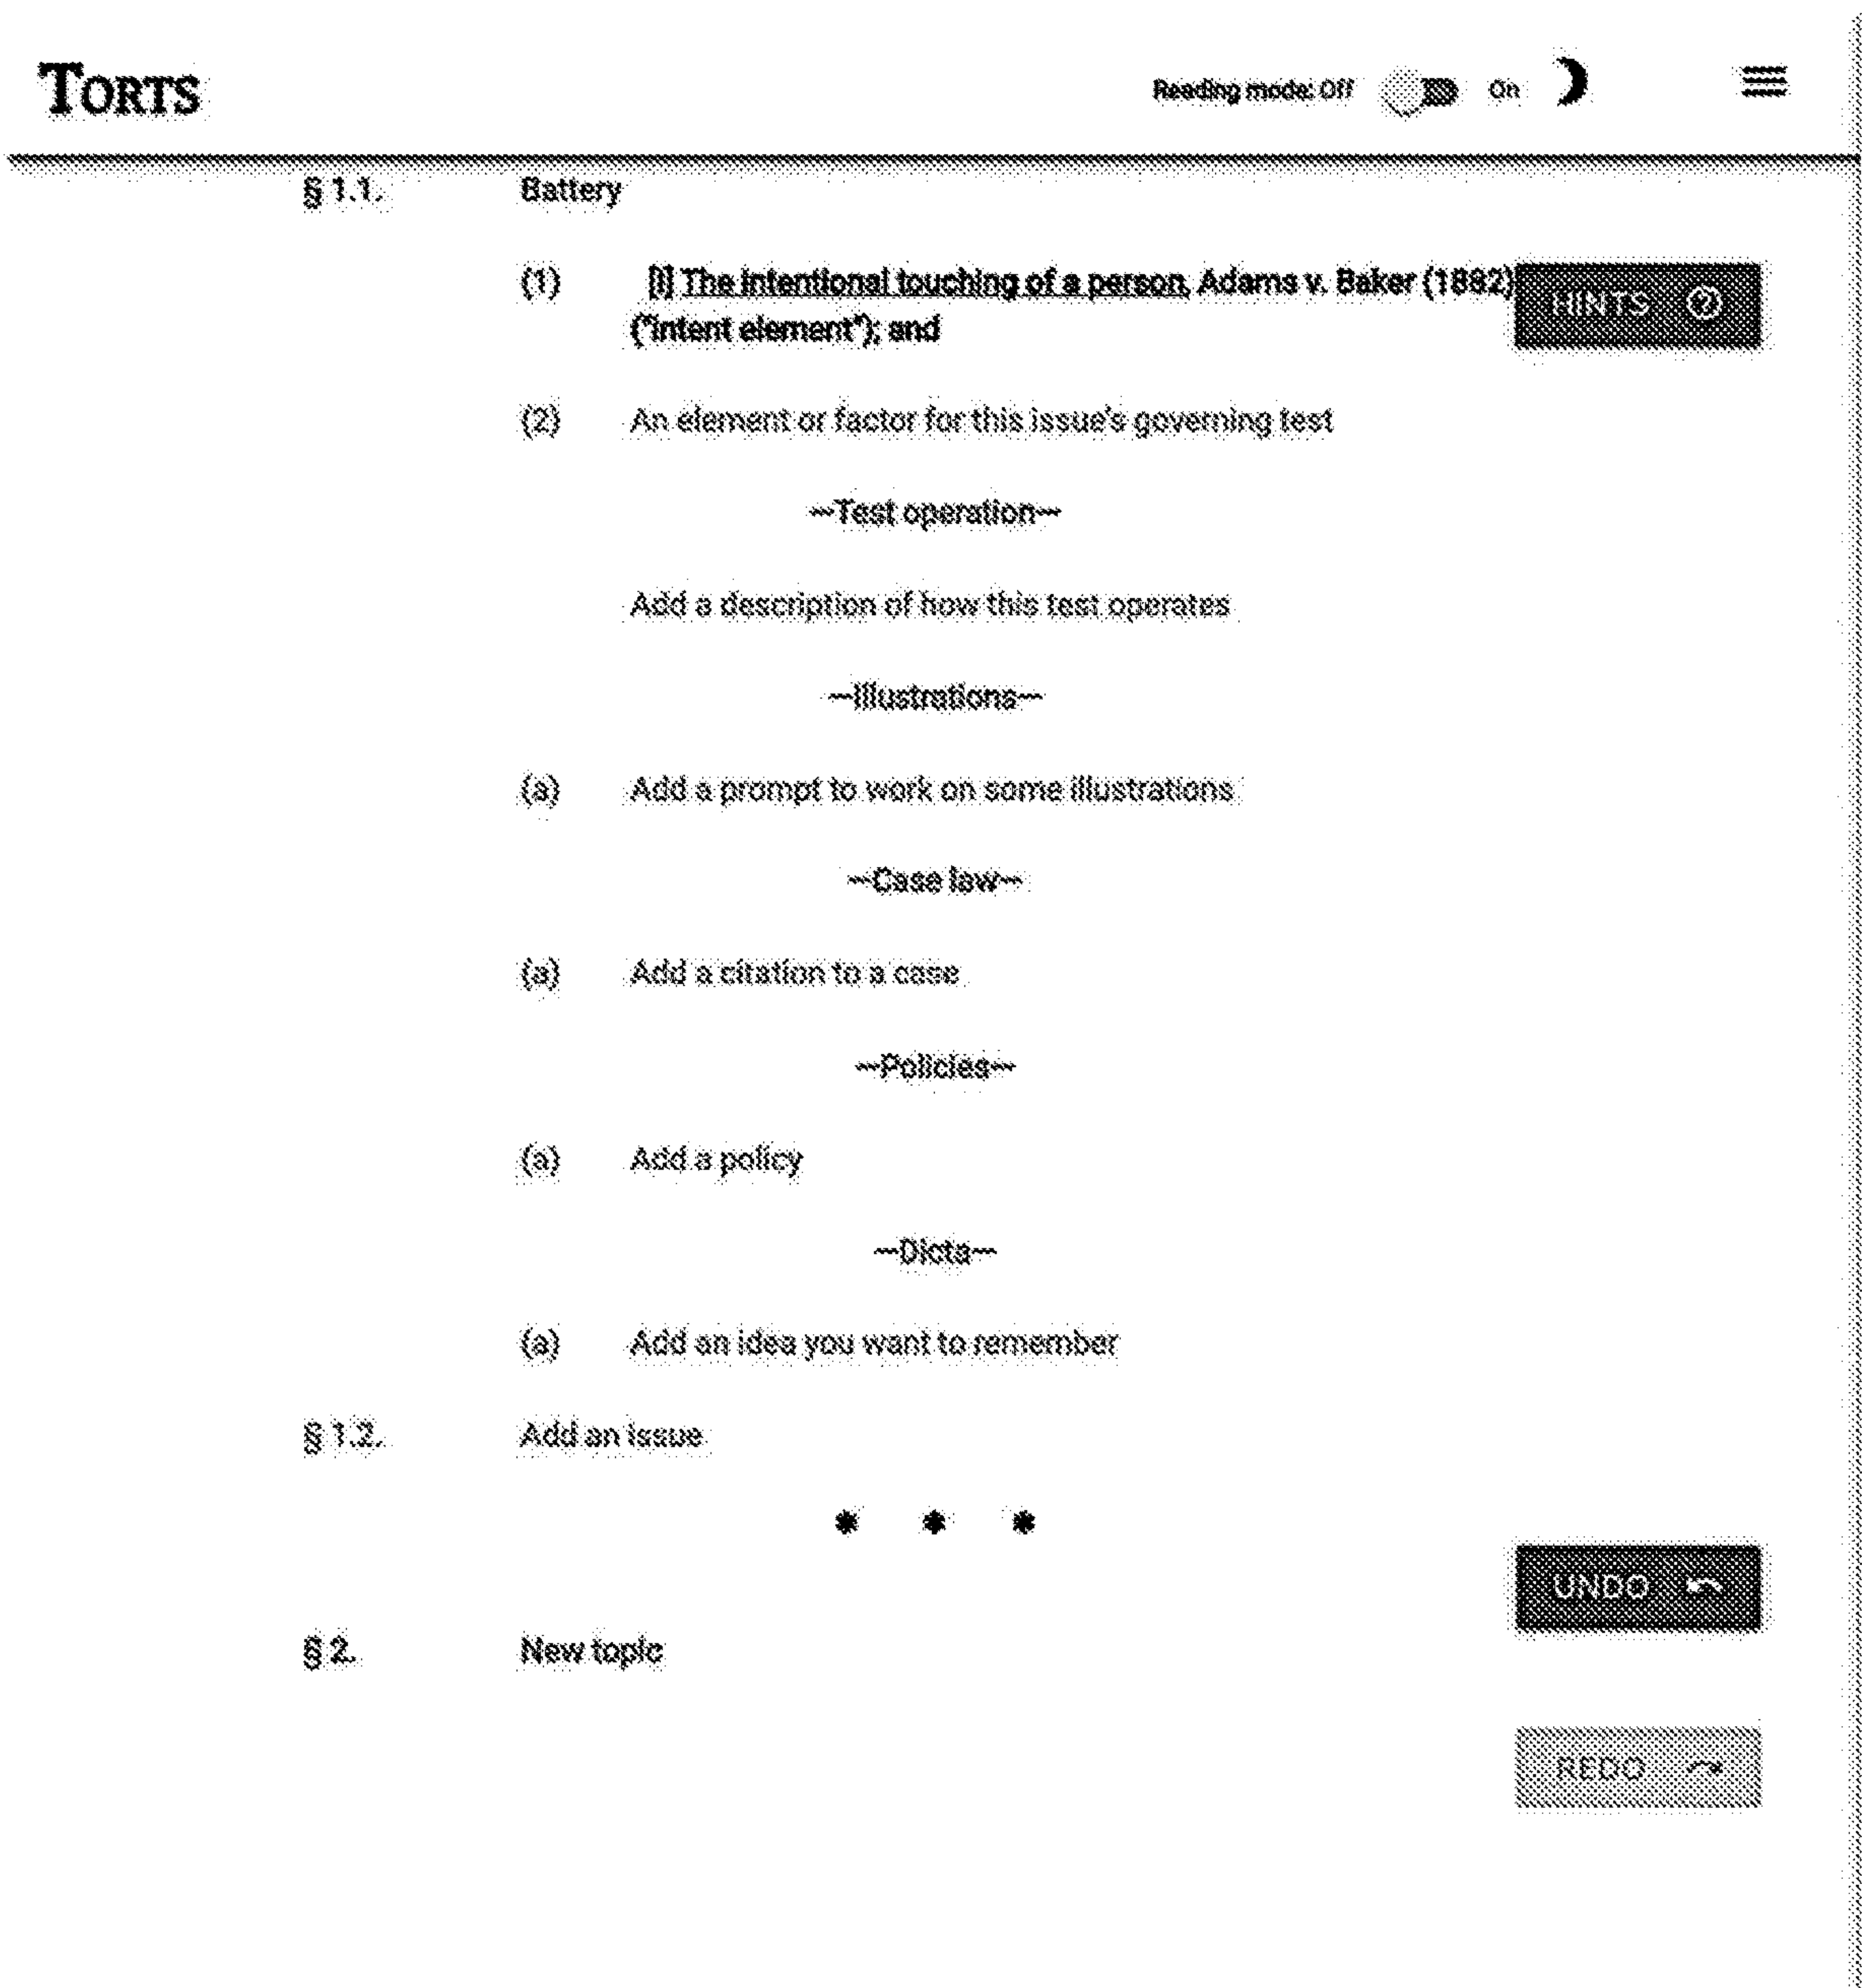 TORTS
Reading mode: Off On
§ 1.1. Battery
(1) [I] The intentional touching of a person, Adams v. Baker (1882)
("intent element"); and
HINTS
(2) An element or factor for this issue's governing test
—Test operation—
Add a description of how this test operates
—Illustrations—
(a) Add a prompt to work on some illustrations
—Case law—
(a) Add a citation to a case
—Policies—
(a) Add a policy
—Dicta—
(a) Add an idea you want to remember
§ 1.2. Add an issue
* * *
UNDO
§ 2. New topic
REDO